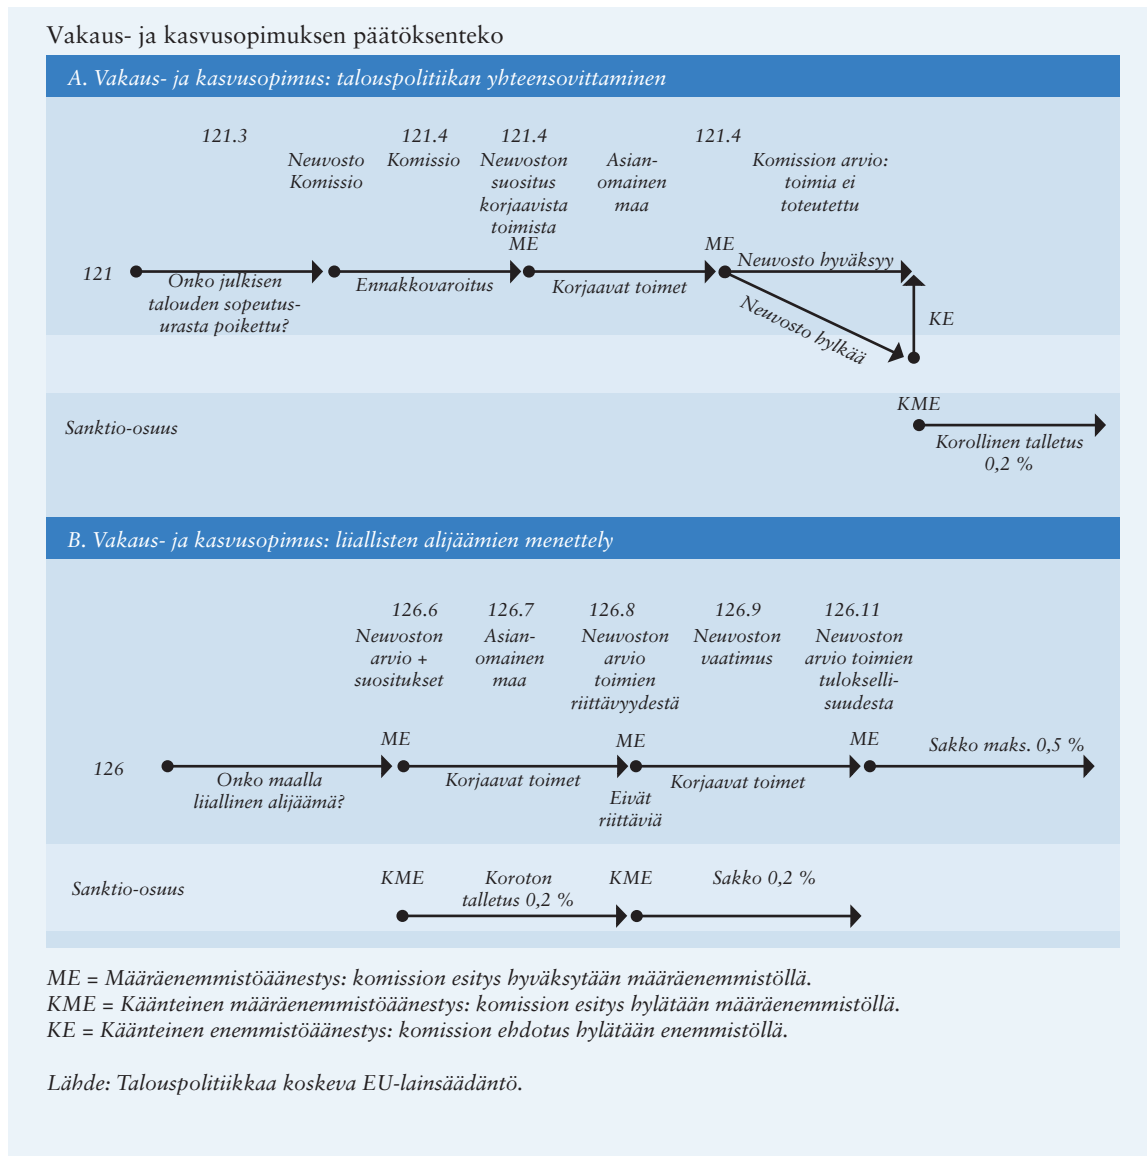 Vakaus- ja kasvusopimuksen päätöksenteko
A. Vakaus- ja kasvusopimus: talouspolitiikan yhteensovittaminen
121.3
121.4
121.4
121.4
Neuvosto
Komissio
Komissio
Neuvoston
suositus
korjaavista
toimista
Asian-
omainen
maa
Komission arvio:
toimia ei
toteutettu
ME
ME
121
Onko julkisen
talouden sopeutus-
urasta poikettu?
Ennakkovaroitus
Korjaavat toimet
Neuvosto hyväksyy
Neuvosto hylkää
KE
Sanktio-osuus
KME
Korollinen talletus
0,2 %
B. Vakaus- ja kasvusopimus: liiallisten alijäämien menettely
126.6
Neuvoston
arvio +
suositukset
126.7
Asian-
omainen
maa
126.8
Neuvoston
arvio
toimien
riittävyydestä
126.9
Neuvoston
vaatimus
126.11
Neuvoston
arvio toimien
tulokselli-
suudesta
ME
ME
ME
Sakko maks. 0,5 %
126
Onko maalla
liiallinen alijäämä?
Korjaavat toimet
Eivät
riittäviä
Korjaavat toimet
Sanktio-osuus
KME
Koroton
talletus 0,2 %
KME
Sakko 0,2 %
ME = Määräenemmistöäänestys: komission esitys hyväksytään määräenemmistöllä.
KME = Käänteinen määräenemmistöäänestys: komission esitys hylätään määräenemmistöllä.
KE = Käänteinen enemmistöäänestys: komission ehdotus hylätään enemmistöllä.
Lähde: Talouspolitiikkaa koskeva EU-lainsäädäntö.